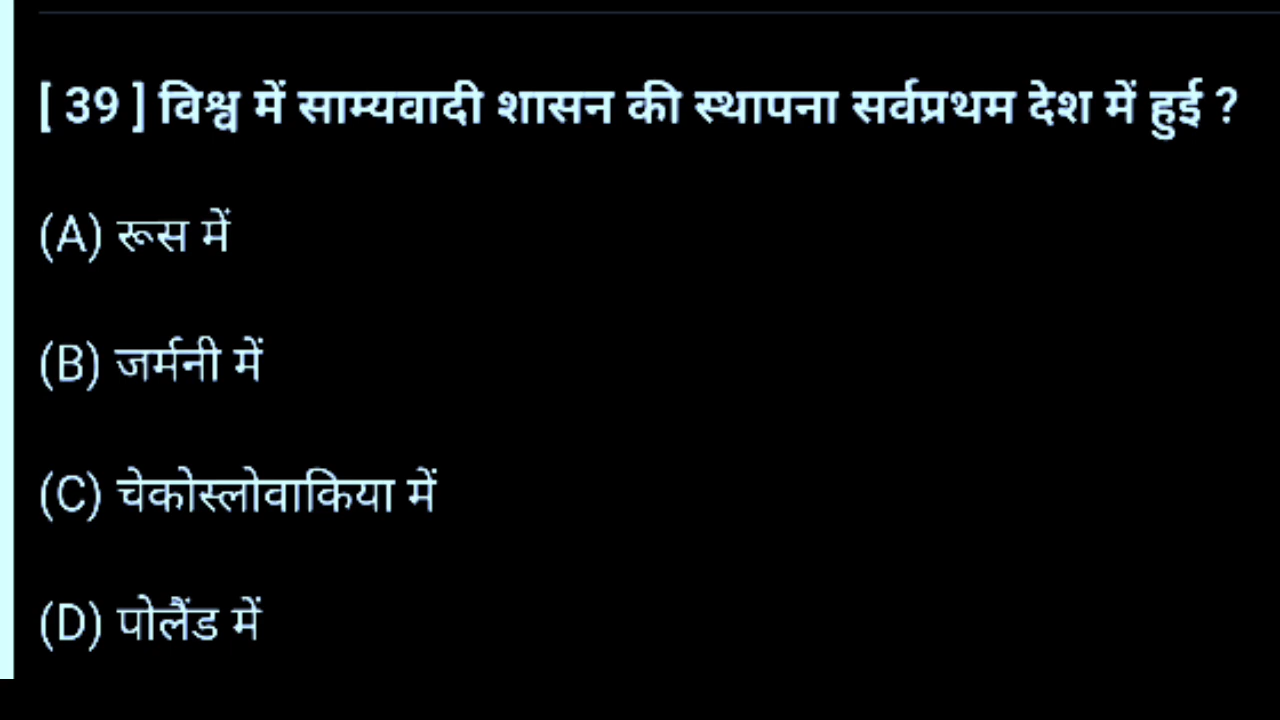 [ 39 ] विश्व में साम्यवादी शासन की स्थापना सर्वप्रथम देश में हुई ?
(A) रूस में
(B) जर्मनी में
(C) चेकोस्लोवाकिया में
(D) पोलैंड में